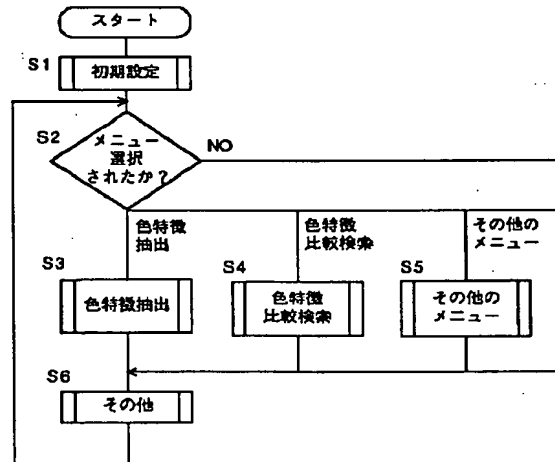 スタート
S1
初期設定
S2
メニュー
選択
されたか?
NO
色特徴
抽出
色特徴
比較検索
その他の
メニュー
S3
色特徴抽出
S4
色特徴
比較検索
S5
その他の
メニュー
S6
その他